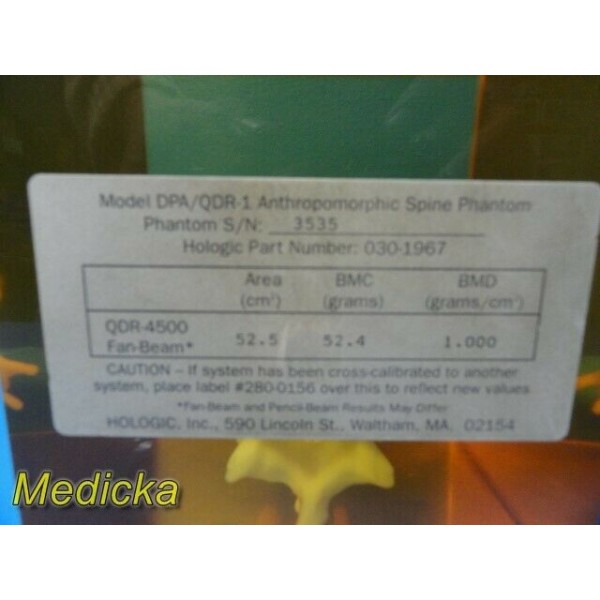 Model DPA/QDR-1 Anthropomorphic Spine Phantom
Phantom S/N: 3535
Hologic Part Number: 030-1967
Area BMC BMD
(cm²) (grams) (grams/cm²)
QDR-4500
Fan-Beam* 52.5 52.4 1.000
CAUTION – If system has been cross-calibrated to another
system, place label #280-0156 over this to reflect new values
*Fan-Beam and Pencil-Beam Results May Differ
HOLOGIC, Inc., 590 Lincoln St., Waltham, MA. 02154
Medicka